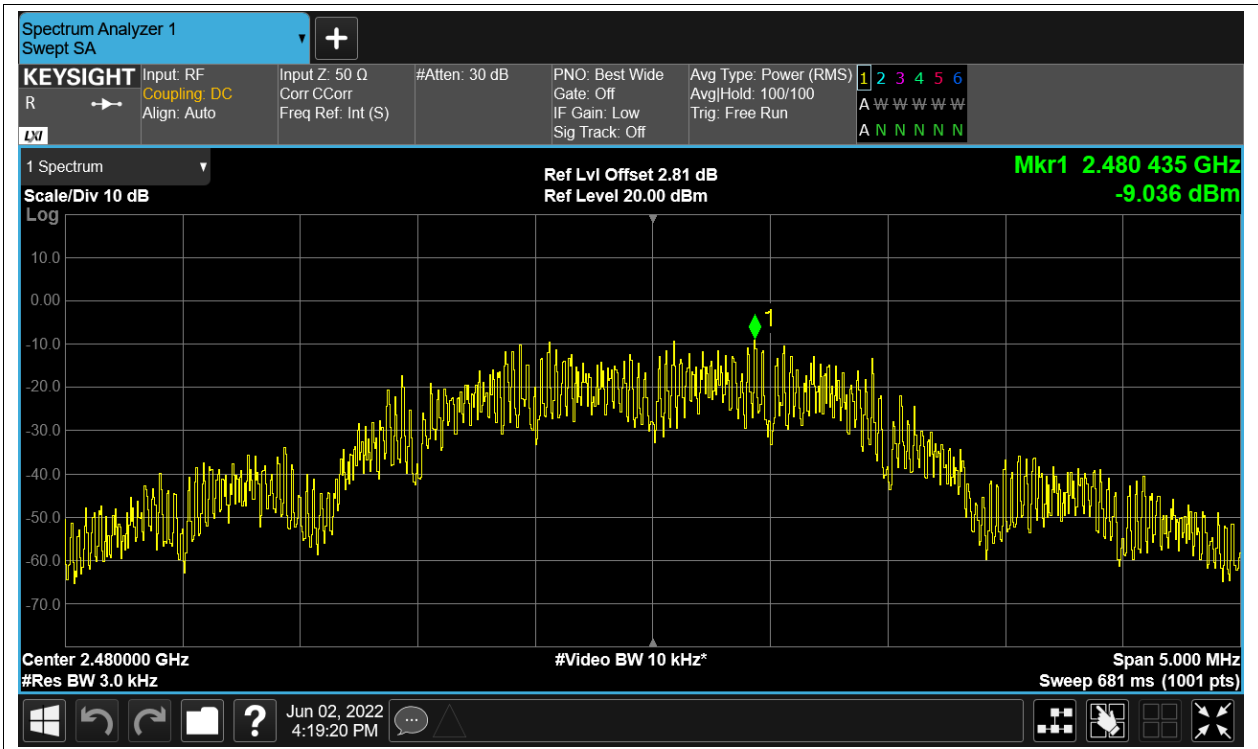 Spectrum Analyzer 1
Swept SA
KEYSIGHT
R
LXI
Input: RF
Coupling: DC
Align: Auto
Input Z: 50 Ω
Corr CCorr
Freq Ref: Int (S)
#Atten: 30 dB
PNO: Best Wide
Gate: Off
IF Gain: Low
Sig Track: Off
Avg Type: Power (RMS)
Avg|Hold: 100/100
Trig: Free Run
1 2 3 4 5 6
A W W W W W
A N N N N N
1 Spectrum
Scale/Div 10 dB
Log
Ref Lvl Offset 2.81 dB
Ref Level 20.00 dBm
Mkr1 2.480 435 GHz
-9.036 dBm
10.0
0.00
-10.0
-20.0
-30.0
-40.0
-50.0
-60.0
-70.0
1
Center 2.480000 GHz
#Res BW 3.0 kHz
#Video BW 10 kHz*
Span 5.000 MHz
Sweep 681 ms (1001 pts)
?
Jun 02, 2022
4:19:20 PM